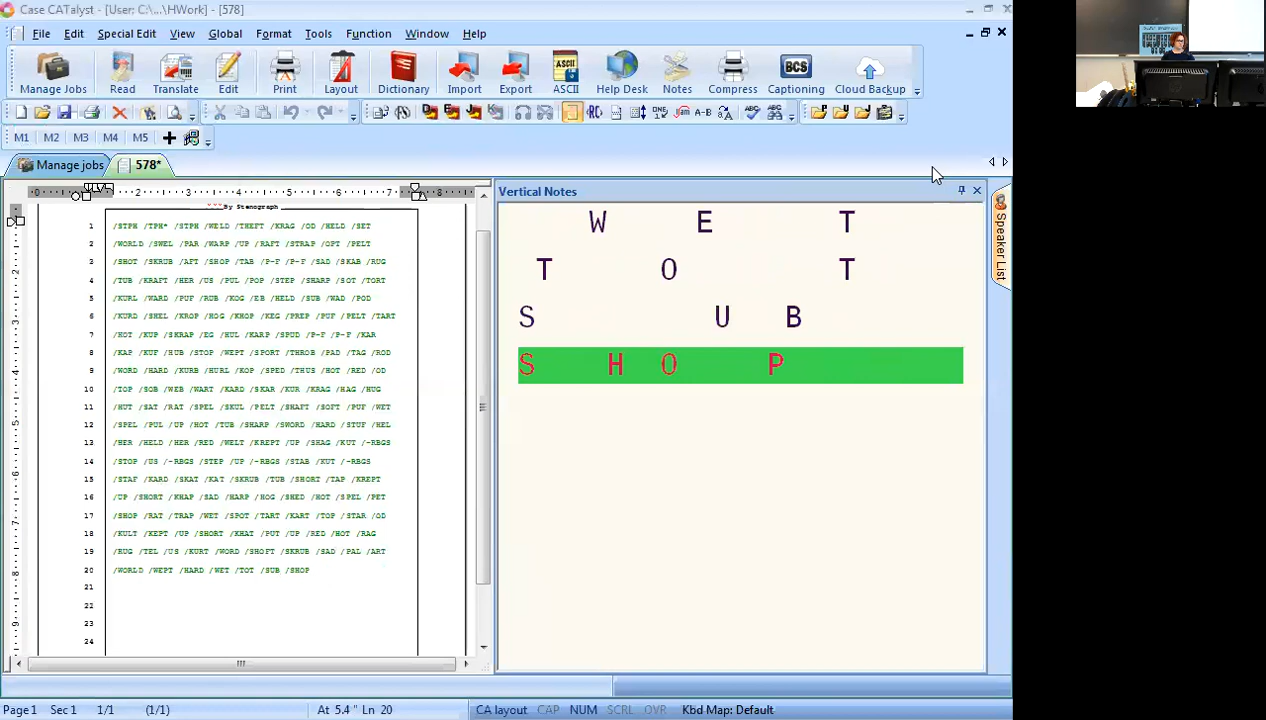 Case CATalyst - [User: C:\...\HWork] - [578]
File Edit Special Edit View Global Format Tools Function Window Help
Manage Jobs Read Translate Edit Print Layout Dictionary Import Export ASCII Help Desk Notes Compress Captioning Cloud Backup
M1 M2 M3 M4 M5
Manage jobs 578*
Vertical Notes
Speaker List
By Stenograph
1 /STPH /TPH* /STPH /WELD /THEFT /KRAG /OD /HELD /SET
2 /WORLD /SWEL /PAR /WARP /UP /RAFT /STRAP /OPT /PELT
3 /SHOT /SKRUB /AFT /SHOP /TAB /P-F /P-F /SAD /SKAB /RUG
4 /TUB /KRAFT /HER /US /PUL /POP /STEP /SHARP /SOT /TORT
5 /KURL /WARD /PUF /RUB /KOG /EB /HELD /SUB /WAD /POD
6 /KURD /SHEL /KROP /HOG /KHOP /KEG /PREP /PUF /PELT /TART
7 /HOT /KUP /SKRAP /EG /HUL /KARP /SPUD /P-F /P-F /KAR
8 /KAP /KUF /HUB /STOP /WEPT /SPORT /THROB /PAD /TAG /ROD
9 /WORD /HARD /KURB /HURL /KOP /SPED /THUS /HOT /RED /OD
10 /TOP /SOB /WEB /WART /KARD /SKAR /KUR /KRAG /HAG /HUG
11 /HUT /SAT /RAT /SPEL /SKUL /PELT /SHAFT /SOFT /PUF /WET
12 /SPEL /PUL /UP /HOT /TUB /SHARP /SWORD /HARD /STUF /HEL
13 /HER /HELD /HER /RED /WELT /KREPT /UP /SHAG /KUT /-RBGS
14 /STOP /US /-RBGS /STEP /UP /-RBGS /STAB /KUT /-RBGS
15 /STAF /KARD /SKAT /KAT /SKRUB /TUB /SHORT /TAP /KREPT
16 /UP /SHORT /KHAP /SAD /HARP /HOG /SHED /HOT /SPEL /PET
17 /SHOP /RAT /TRAP /WET /SPOT /TART /KART /TOP /STAR /OD
18 /KULT /KEPT /UP /SHORT /KHAT /PUT /UP /RED /HOT /RAG
19 /RUG /TEL /US /KURT /WORD /SHOFT /SKRUB /SAD /PAL /ART
20 /WORLD /WEPT /HARD /WET /TOT /SUB /SHOP
21
22
23
24
W E T
T O T
S U B
S H O P
Page 1 Sec 1 1/1 (1/1) At 5.4 " Ln 20 CA layout CAP NUM SCRL OVR Kbd Map: Default